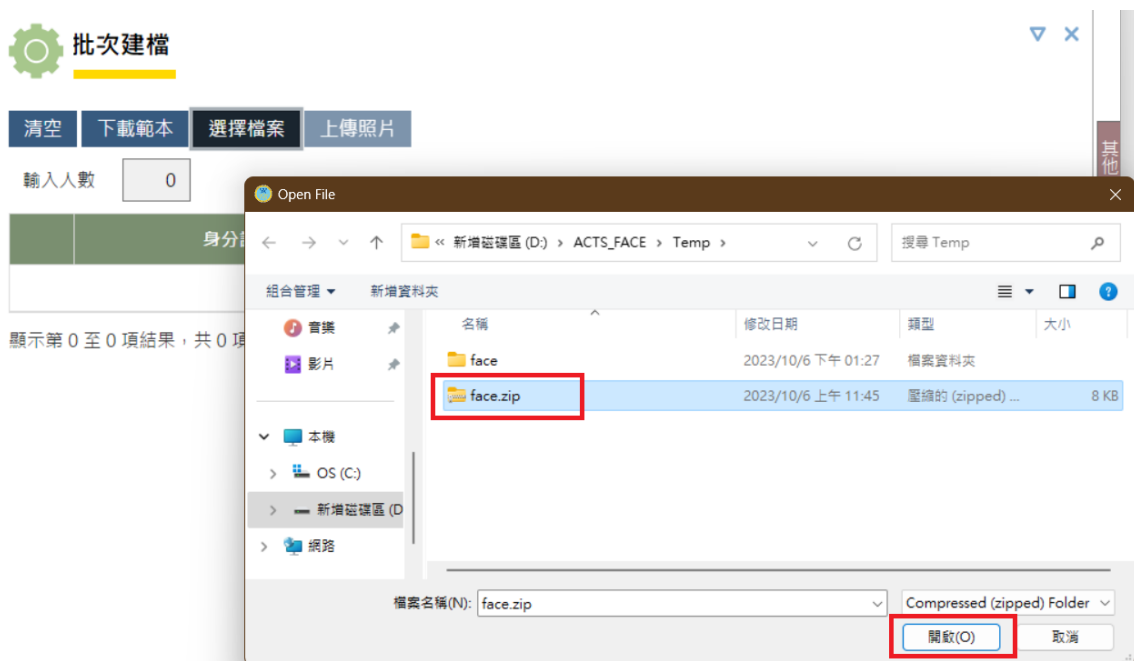 批次建檔
清空 下載範本 選擇檔案 上傳照片
輸入人數 0
其他
Open File
身分
« 新增磁碟區 (D:) › ACTS_FACE › Temp ›
搜尋 Temp
組合管理 新增資料夾
名稱 修改日期 類型 大小
音樂
影片
face 2023/10/6 下午 01:27 檔案資料夾
face.zip 2023/10/6 上午 11:45 壓縮的 (zipped) ... 8 KB
顯示第 0 至 0 項結果，共 0 項
本機
OS (C:)
新增磁碟區 (D
網路
檔案名稱(N): face.zip Compressed (zipped) Folder
開啟(O) 取消